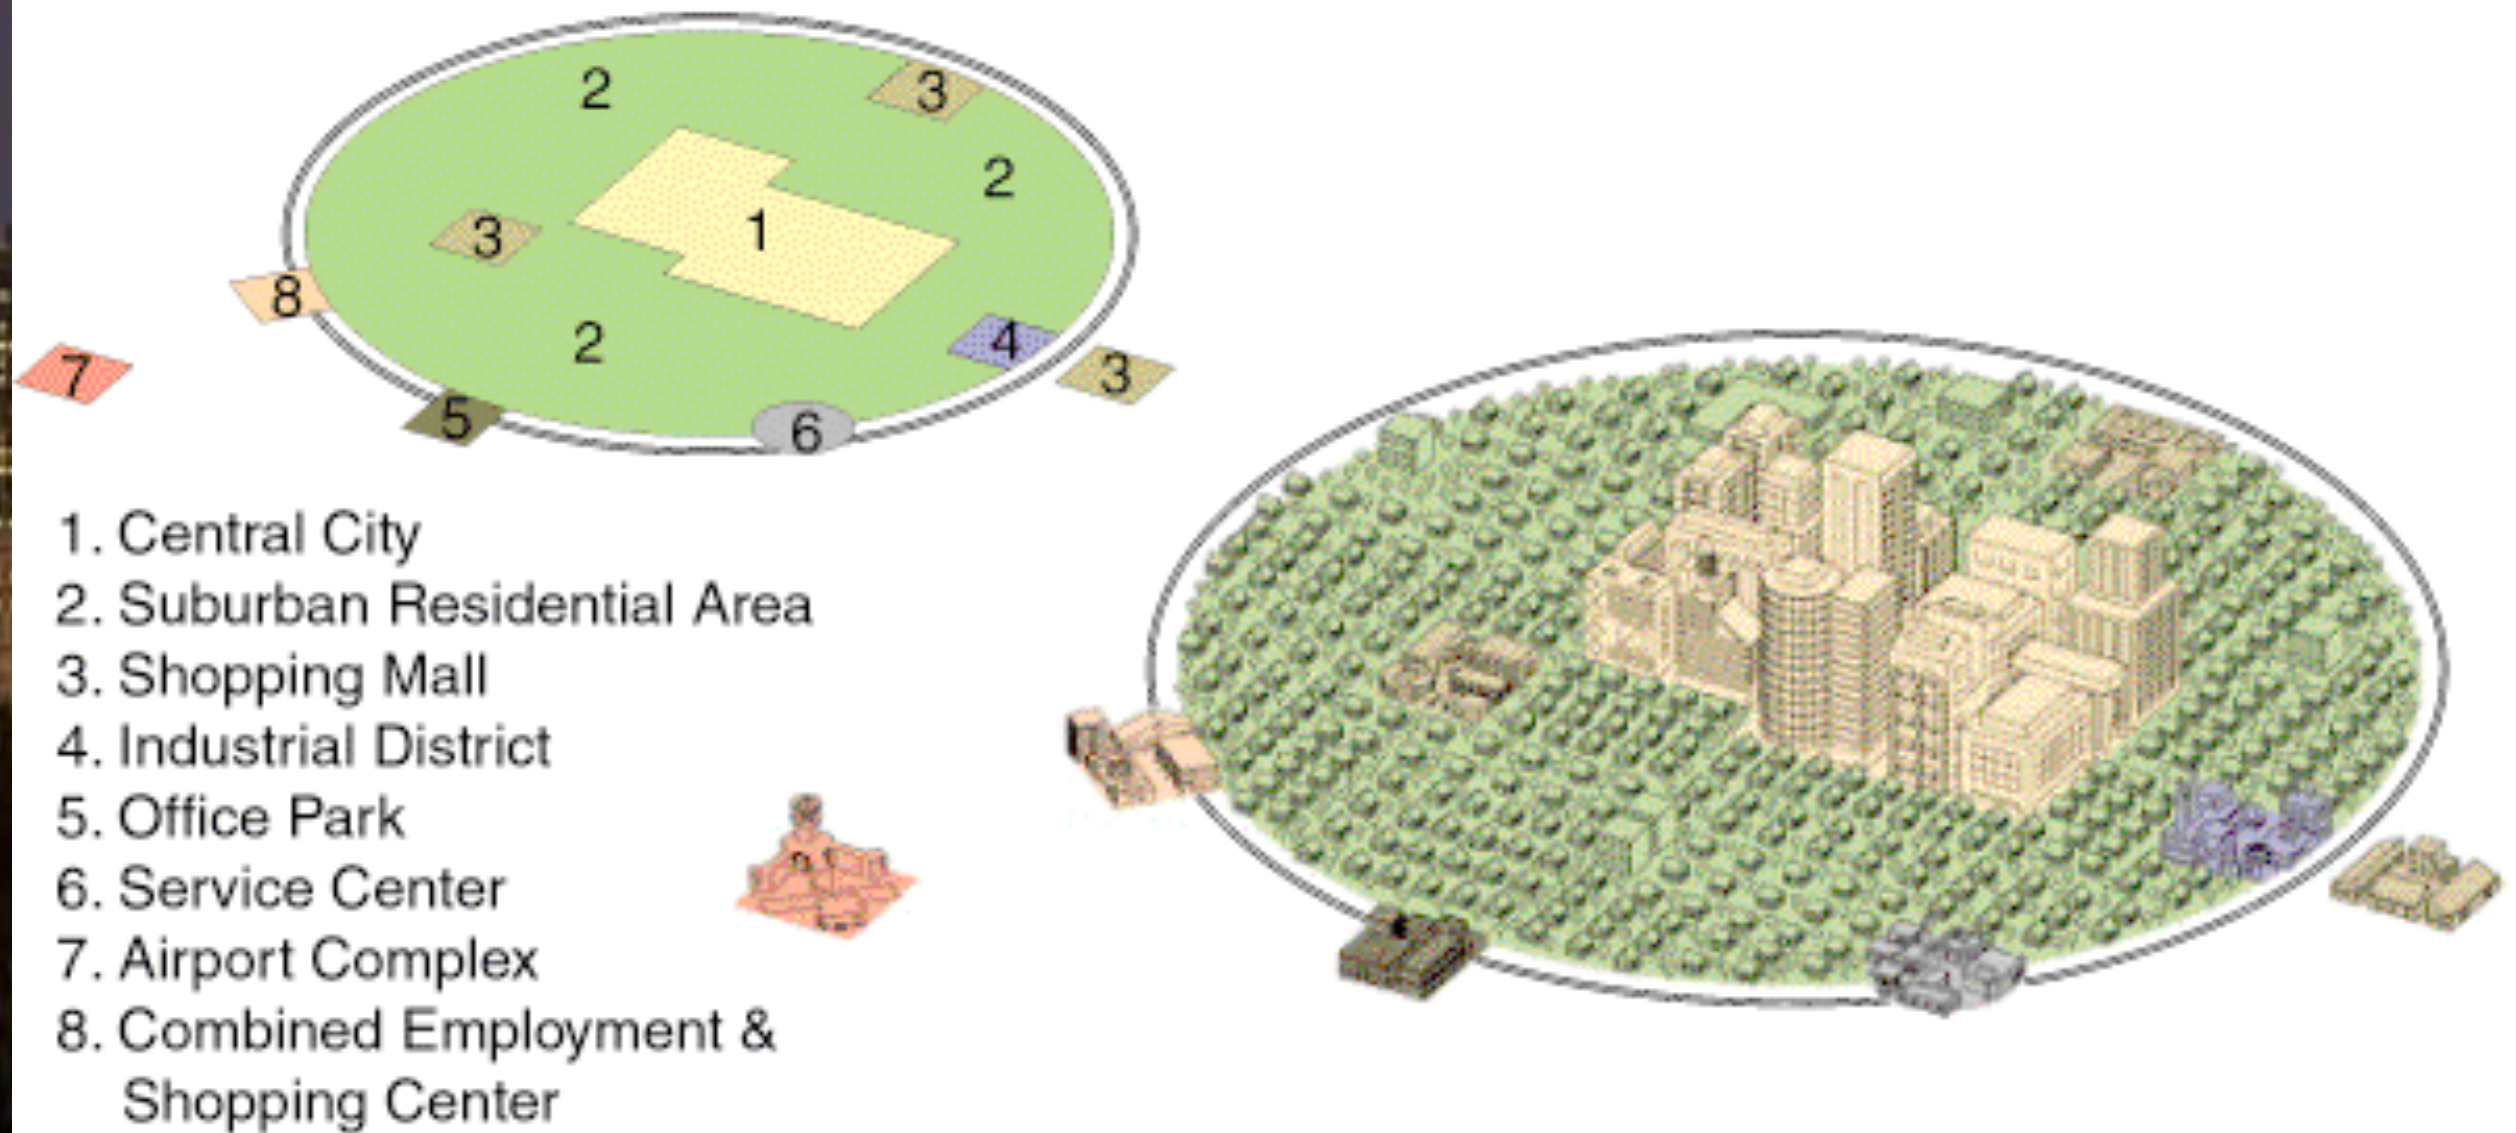 2
3
2
3
1
8
2
4
7
3
5
6
1. Central City
2. Suburban Residential Area
3. Shopping Mall
4. Industrial District
5. Office Park
6. Service Center
7. Airport Complex
8. Combined Employment &
Shopping Center